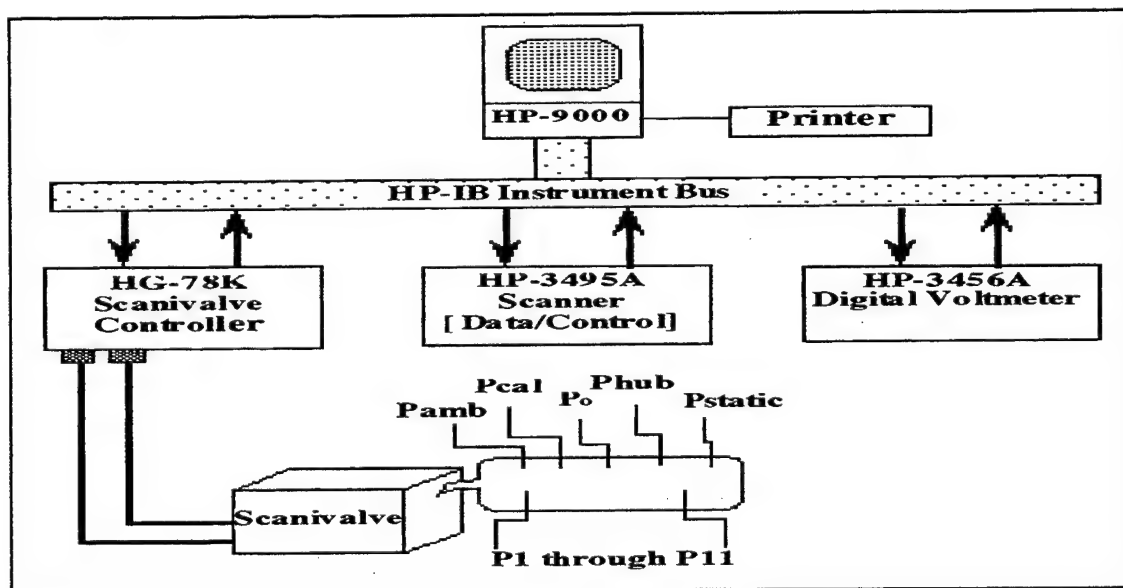 HP-9000
Printer
HP-IB Instrument Bus
HG-78K
Scanivalve
Controller
HP-3495A
Scanner
[ Data/Control]
HP-3456A
Digital Voltmeter
Pamb
Pcal
Po
Phub
Pstatic
Scanivalve
P1 through P11